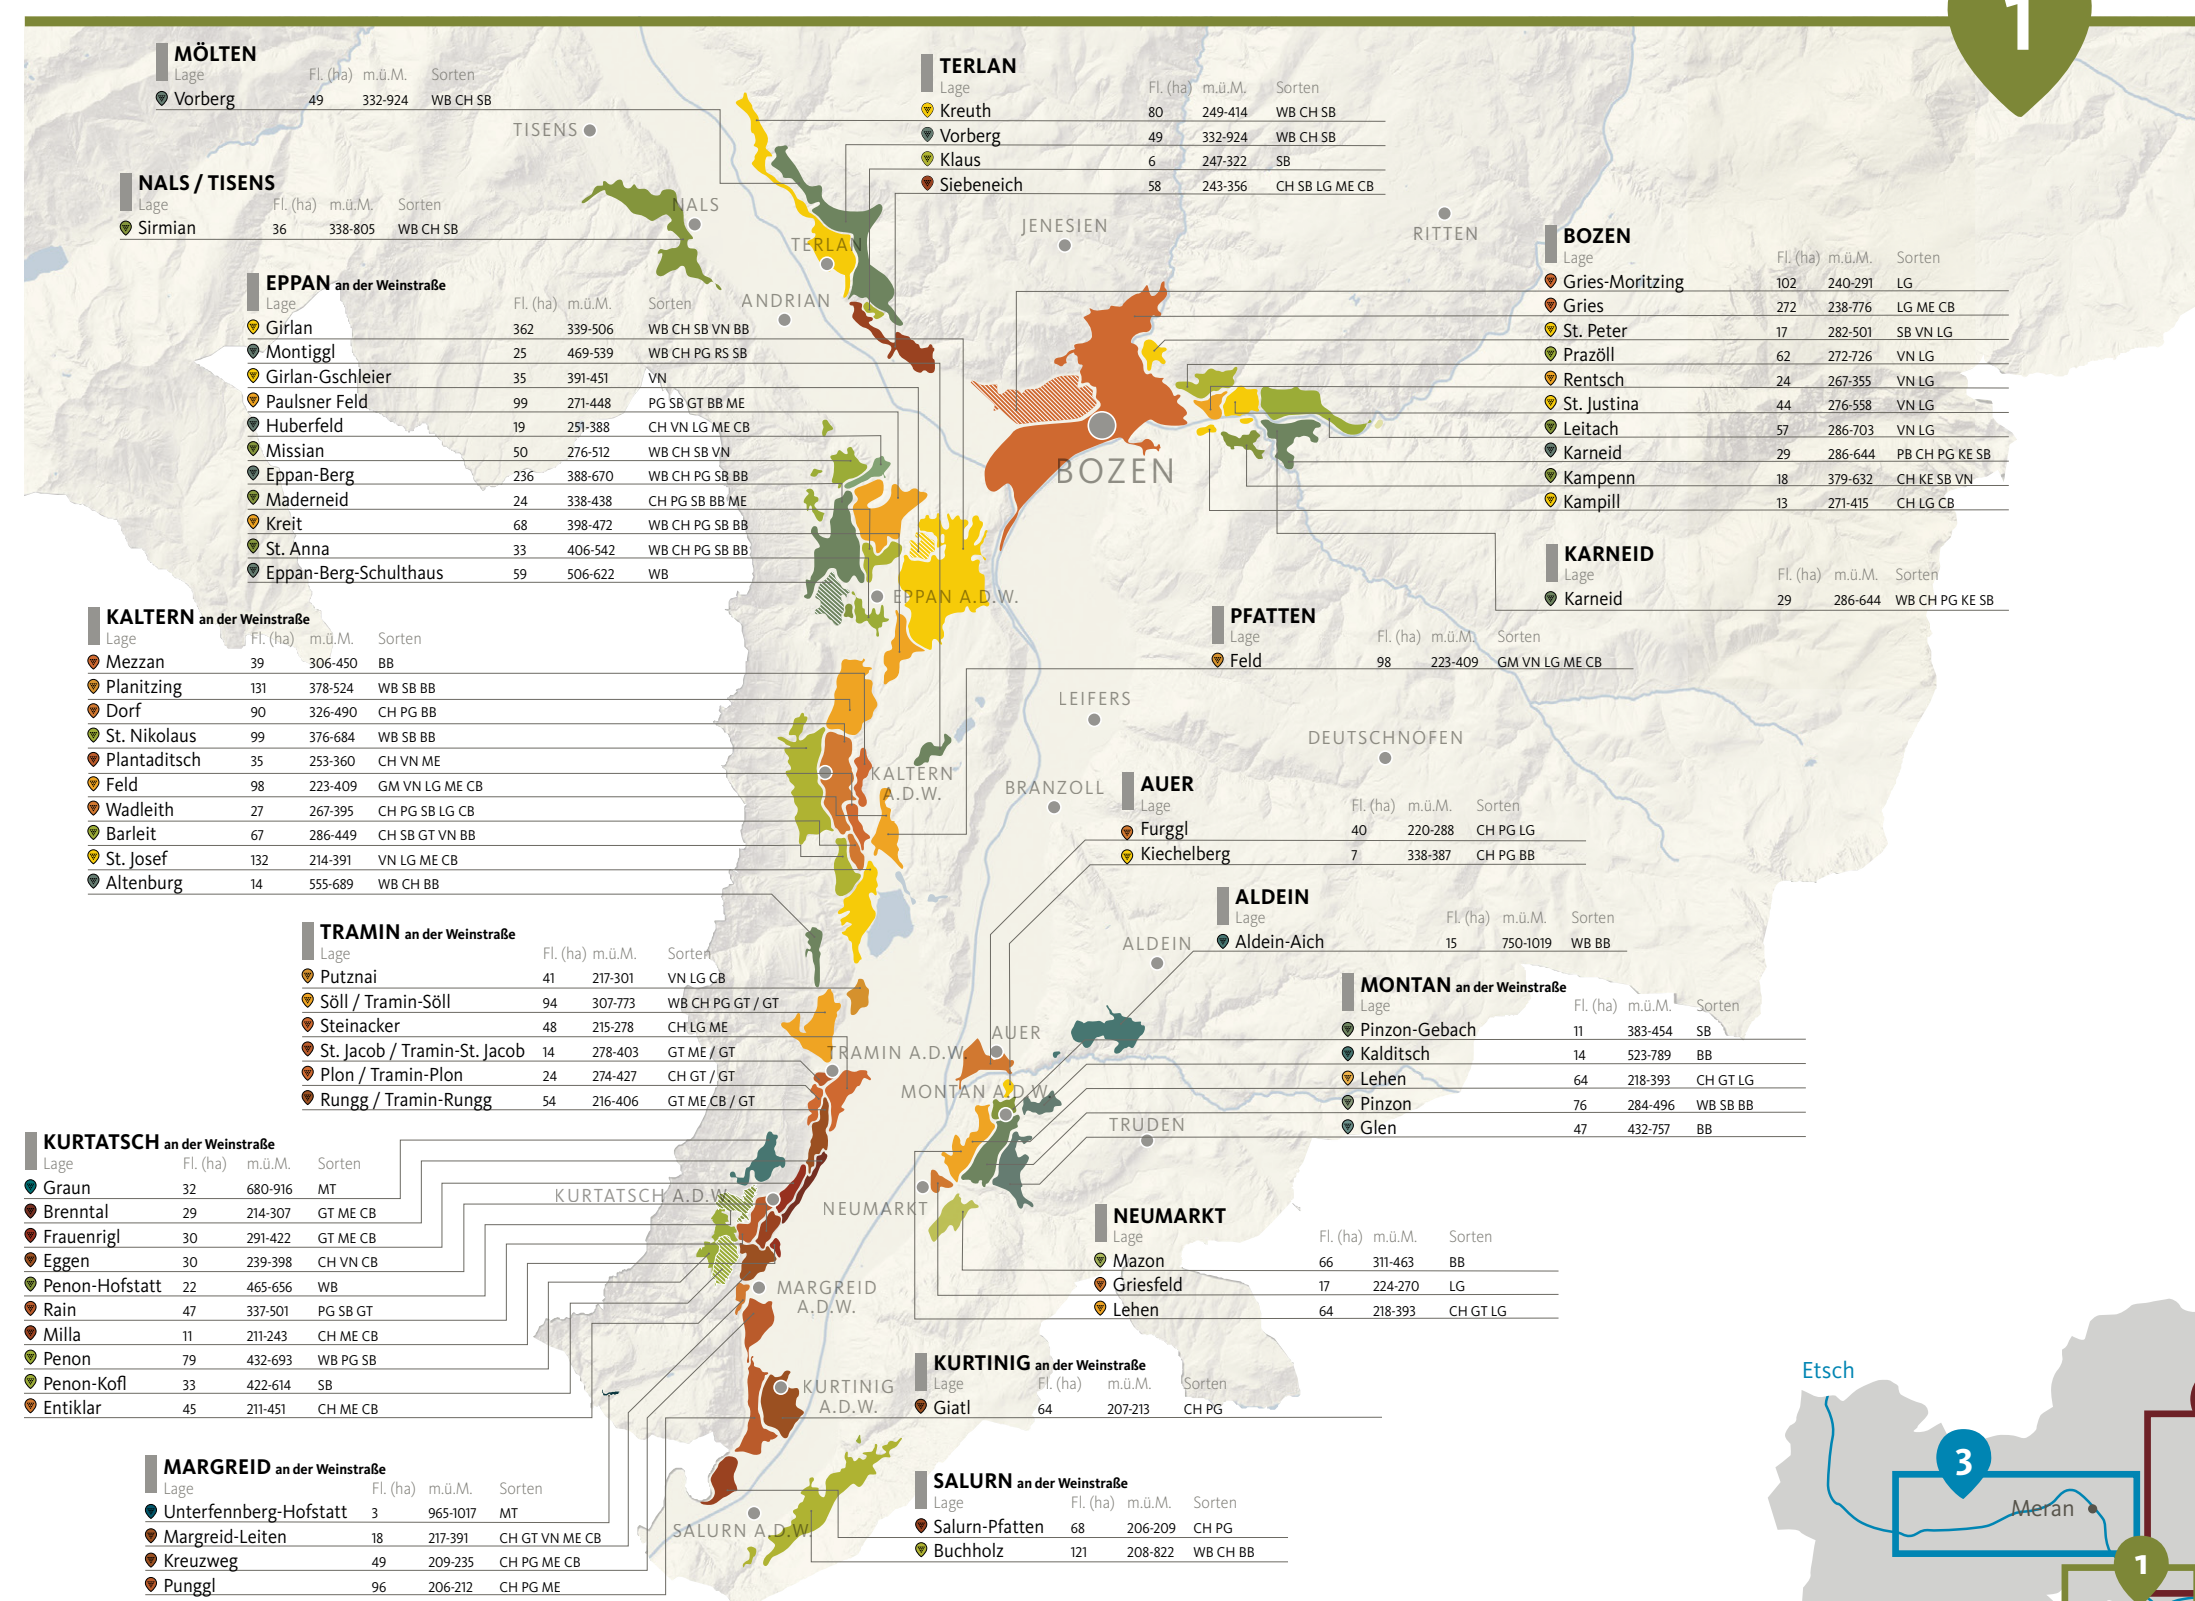 1
MÖLTEN
Lage Fl. (ha) m.ü.M. Sorten
Vorberg 49 332-924 WB CH SB
NALS / TISENS
Lage Fl. (ha) m.ü.M. Sorten
Sirmian 36 338-805 WB CH SB
EPPAN an der Weinstraße
Lage Fl. (ha) m.ü.M. Sorten
Girlan 362 339-506 WB CH SB VN BB
Montiggl 25 469-539 WB CH PG RS SB
Girlan-Gschleier 35 391-451 VN
Paulsner Feld 99 271-448 PG SB GT BB ME
Huberfeld 19 251-388 CH VN LG ME CB
Missian 50 276-512 WB CH SB VN
Eppan-Berg 236 388-670 WB CH PG SB BB
Maderneid 24 338-438 CH PG SB BB ME
Kreit 68 398-472 WB CH PG SB BB
St. Anna 33 406-542 WB CH PG SB BB
Eppan-Berg-Schulthaus 59 506-622 WB
KALTERN an der Weinstraße
Lage Fl. (ha) m.ü.M. Sorten
Mezzan 39 306-450 BB
Planitzing 131 378-524 WB SB BB
Dorf 90 326-490 CH PG BB
St. Nikolaus 99 376-684 WB SB BB
Plantaditsch 35 253-360 CH VN ME
Feld 98 223-409 GM VN LG ME CB
Wadleith 27 267-395 CH PG SB LG CB
Barleit 67 286-449 CH SB GT VN BB
St. Josef 132 214-391 VN LG ME CB
Altenburg 14 555-689 WB CH BB
TRAMIN an der Weinstraße
Lage Fl. (ha) m.ü.M. Sorten
Putznai 41 217-301 VN LG CB
Söll / Tramin-Söll 94 307-773 WB CH PG GT / GT
Steinacker 48 215-278 CH LG ME
St. Jacob / Tramin-St. Jacob 14 278-403 GT ME / GT
Plon / Tramin-Plon 24 274-427 CH GT / GT
Rungg / Tramin-Rungg 54 216-406 GT ME CB / GT
KURTATSCH an der Weinstraße
Lage Fl. (ha) m.ü.M. Sorten
Graun 32 680-916 MT
Brenntal 29 214-307 GT ME CB
Frauenrigl 30 291-422 GT ME CB
Eggen 30 239-398 CH VN CB
Penon-Hofstatt 22 465-656 WB
Rain 47 337-501 PG SB GT
Milla 11 211-243 CH ME CB
Penon 79 432-693 WB PG SB
Penon-Kofl 33 422-614 SB
Entiklar 45 211-451 CH ME CB
MARGREID an der Weinstraße
Lage Fl. (ha) m.ü.M. Sorten
Unterfennberg-Hofstatt 3 965-1017 MT
Margreid-Leiten 18 217-391 CH GT VN ME CB
Kreuzweg 49 209-235 CH PG ME CB
Punggl 96 206-212 CH PG ME
TERLAN
Lage Fl. (ha) m.ü.M. Sorten
Kreuth 80 249-414 WB CH SB
Vorberg 49 332-924 WB CH SB
Klaus 6 247-322 SB
Siebeneich 58 243-356 CH SB LG ME CB
BOZEN
Lage Fl. (ha) m.ü.M. Sorten
Gries-Moritzing 102 240-291 LG
Gries 272 238-776 LG ME CB
St. Peter 17 282-501 SB VN LG
Prazöll 62 272-726 VN LG
Rentsch 24 267-355 VN LG
St. Justina 44 276-558 VN LG
Leitach 57 286-703 VN LG
Karneid 29 286-644 PB CH PG KE SB
Kampenn 18 379-632 CH KE SB VN
Kampill 13 271-415 CH LG CB
KARNEID
Lage Fl. (ha) m.ü.M. Sorten
Karneid 29 286-644 WB CH PG KE SB
PFATTEN
Lage Fl. (ha) m.ü.M. Sorten
Feld 98 223-409 GM VN LG ME CB
AUER
Lage Fl. (ha) m.ü.M. Sorten
Furggl 40 220-288 CH PG LG
Kiechelberg 7 338-387 CH PG BB
ALDEIN
Lage Fl. (ha) m.ü.M. Sorten
Aldein-Aich 15 750-1019 WB BB
MONTAN an der Weinstraße
Lage Fl. (ha) m.ü.M. Sorten
Pinzon-Gebach 11 383-454 SB
Kalditsch 14 523-789 BB
Lehen 64 218-393 CH GT LG
Pinzon 76 284-496 WB SB BB
Glen 47 432-757 BB
NEUMARKT
Lage Fl. (ha) m.ü.M. Sorten
Mazon 66 311-463 BB
Griesfeld 17 224-270 LG
Lehen 64 218-393 CH GT LG
KURTINIG an der Weinstraße
Lage Fl. (ha) m.ü.M. Sorten
Giatl 64 207-213 CH PG
SALURN an der Weinstraße
Lage Fl. (ha) m.ü.M. Sorten
Salurn-Pfatten 68 206-209 CH PG
Buchholz 121 208-822 WB CH BB
TISENS
NALS
TERLAN
ANDRIAN
JENESIEN
RITTEN
BOZEN
EPPAN A.D.W.
LEIFERS
DEUTSCHNOFEN
KALTERN
A.D.W.
BRANZOLL
ALDEIN
AUER
TRAMIN A.D.W.
MONTAN A.D.W.
TRUDEN
KURTATSCH A.D.W.
NEUMARKT
MARGREID
A.D.W.
KURTINIG
A.D.W.
SALURN A.D.W.
Etsch
3
Meran
1